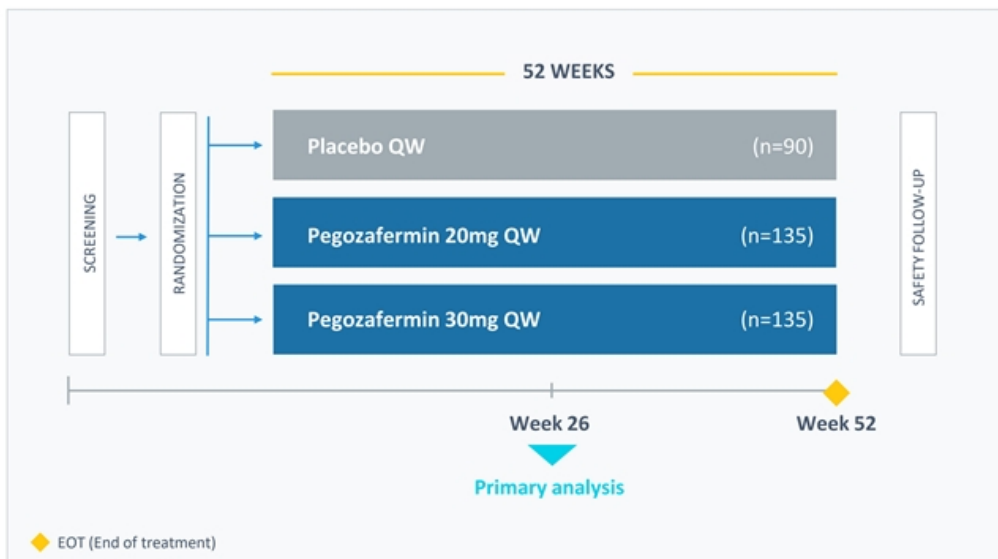 52 WEEKS
SCREENING
RANDOMIZATION
Placebo QW (n=90)
Pegozafermin 20mg QW (n=135)
Pegozafermin 30mg QW (n=135)
SAFETY FOLLOW-UP
Week 26
Week 52
Primary analysis
EOT (End of treatment)